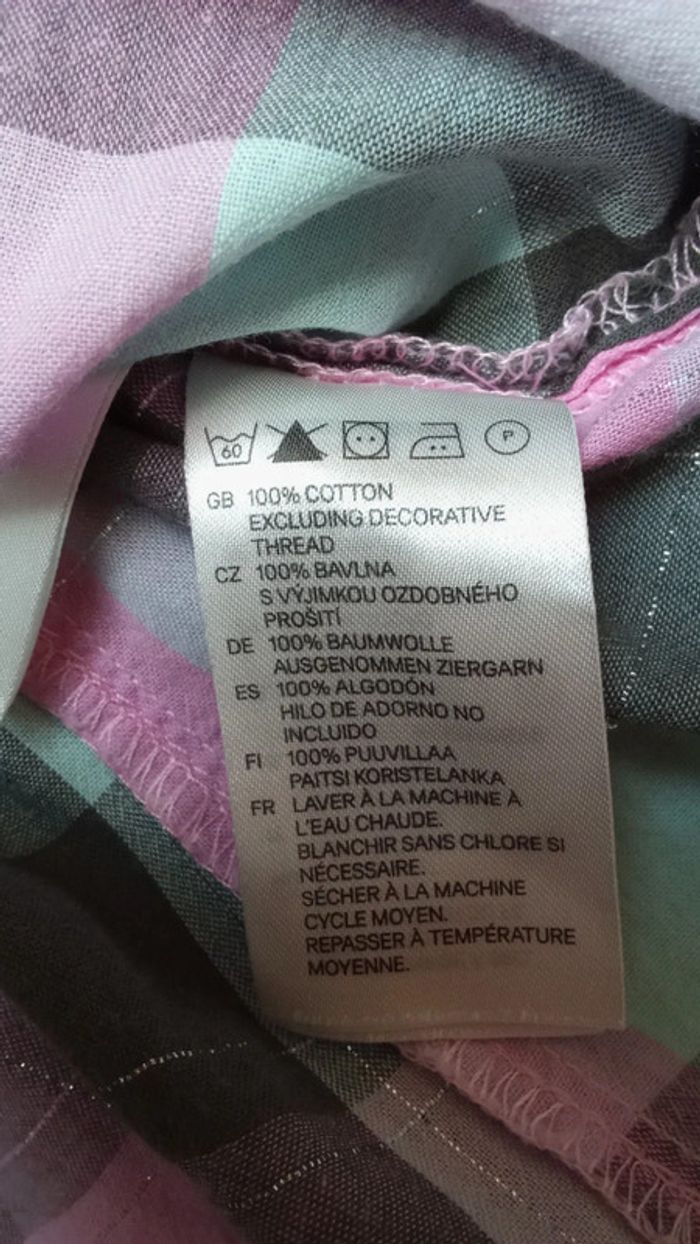 60 P
GB 100% COTTON
EXCLUDING DECORATIVE
THREAD
CZ 100% BAVLNA
S VÝJIMKOU OZDOBNÉHO
PROŠITÍ
DE 100% BAUMWOLLE
AUSGENOMMEN ZIERGARN
ES 100% ALGODÓN
HILO DE ADORNO NO
INCLUIDO
FI 100% PUUVILLAA
PAITSI KORISTELANKA
FR LAVER À LA MACHINE À
L'EAU CHAUDE.
BLANCHIR SANS CHLORE SI
NÉCESSAIRE.
SÉCHER À LA MACHINE
CYCLE MOYEN.
REPASSER À TEMPÉRATURE
MOYENNE.